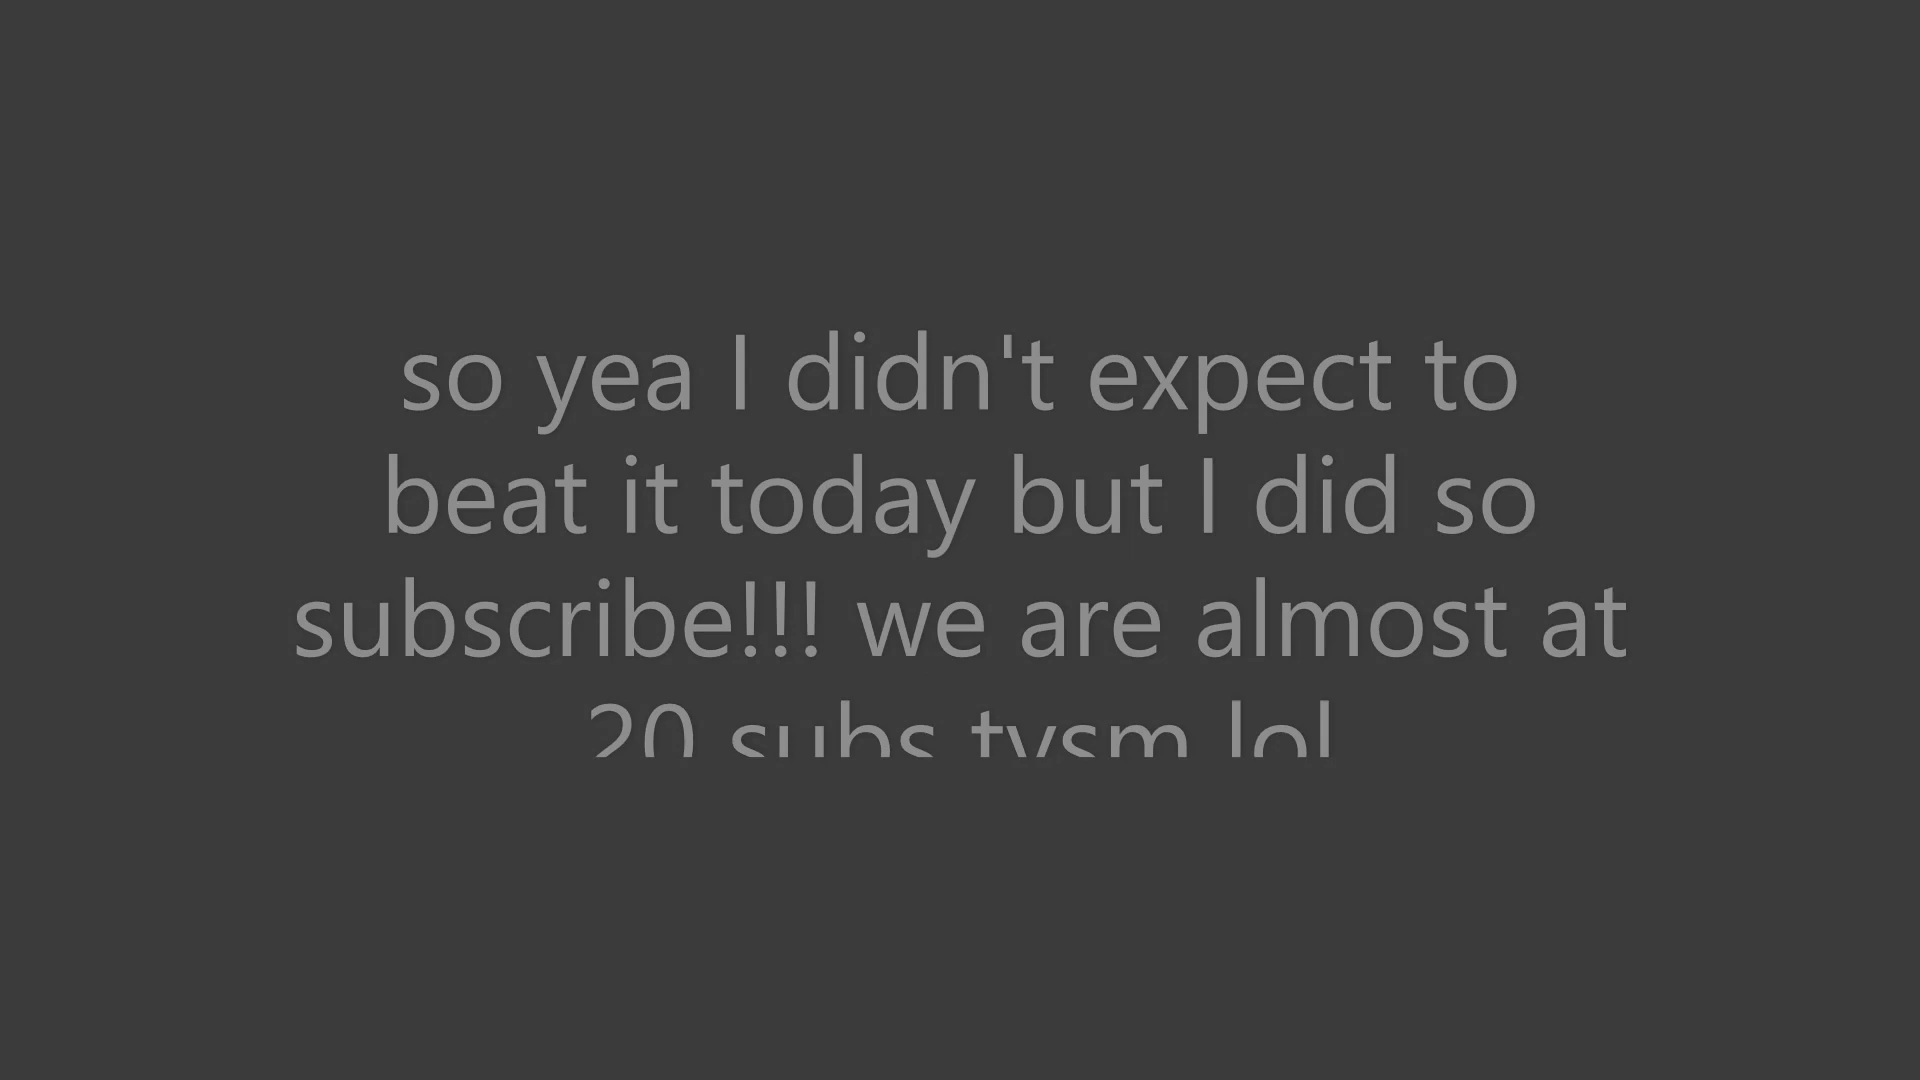 so yea I didn't expect to
beat it today but I did so
subscribe!!! we are almost at
20 subs tysm lol